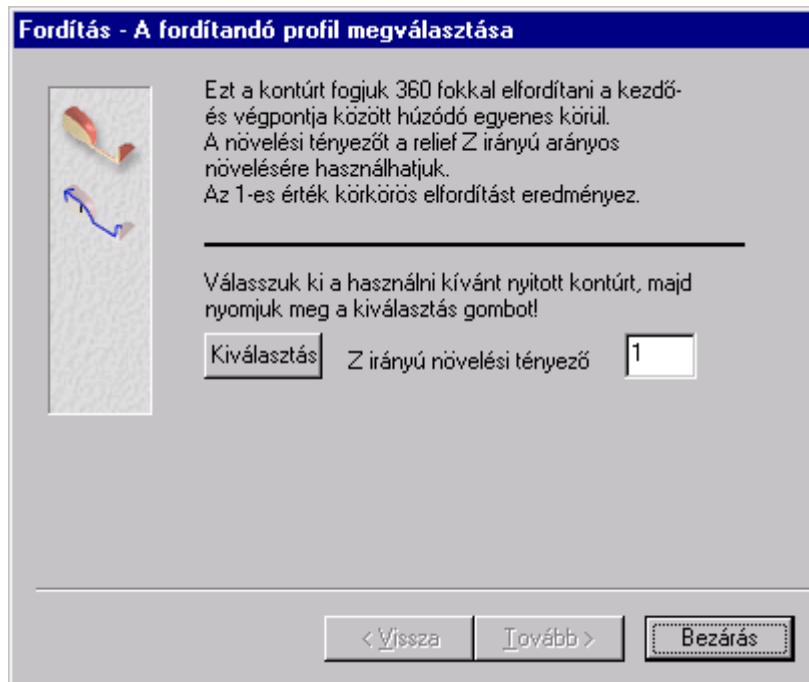 Fordítás - A fordítandó profil megválasztása
Ezt a kontúrt fogjuk 360 fokkal elfordítani a kezdő-
és végpontja között húzódó egyenes körül.
A növelési tényezőt a relief Z irányú arányos
növelésére használhatjuk.
Az 1-es érték körkörös elfordítást eredményez.
Válasszuk ki a használni kívánt nyitott kontúrt, majd
nyomjuk meg a kiválasztás gombot!
Kiválasztás Z irányú növelési tényező 1
< Vissza Tovább > Bezárás